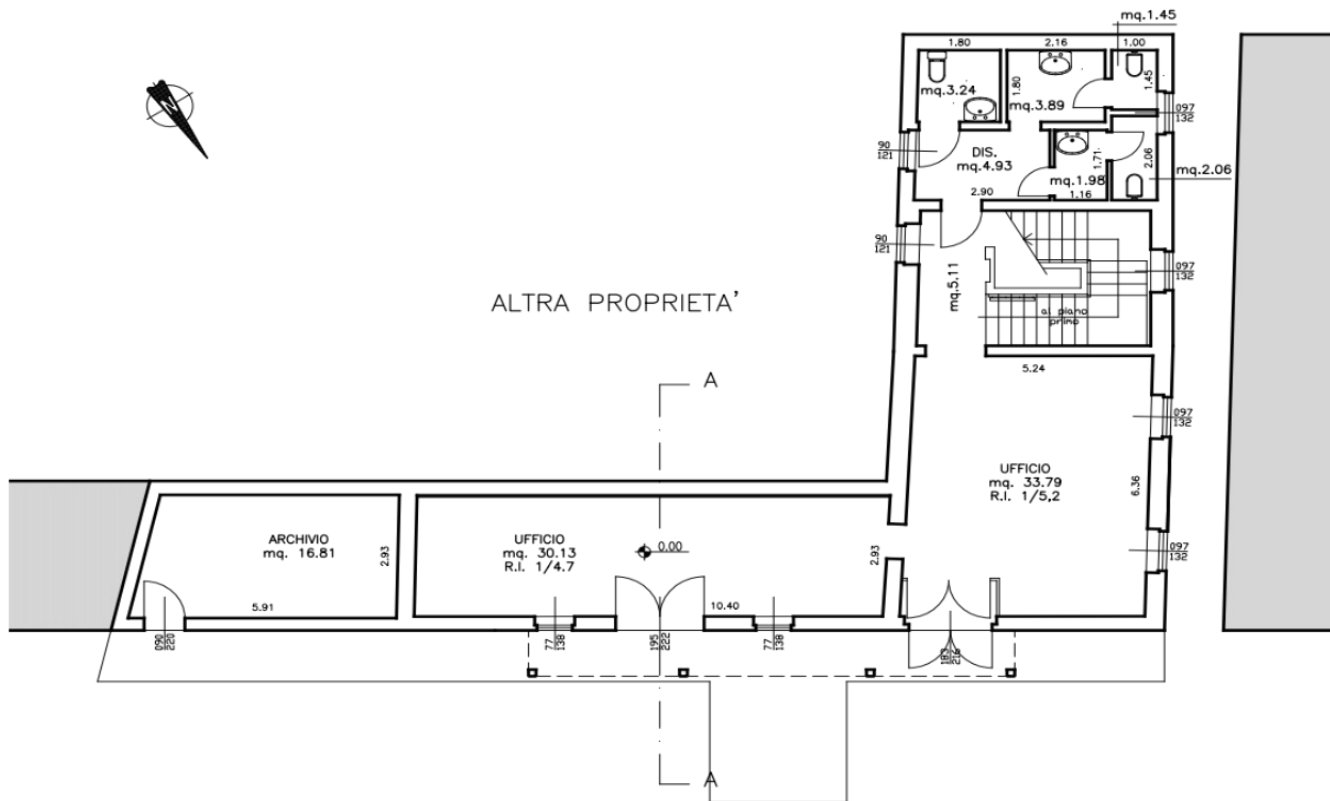 mq.1.45
1.80
2.16
1.00
mq.3.24
1.80
mq.3.89
1.45
097
132
N
90
121
DIS.
mq.4.93
1.71
2.06
mq.2.06
mq.1.98
2.90
1.16
90
121
mq.5.11
097
132
al piano
primo
ALTRA PROPRIETA'
A
5.24
097
132
UFFICIO
mq. 33.79
R.I. 1/5,2
6.36
ARCHIVIO
mq. 16.81
2.93
UFFICIO
mq. 30.13
R.I. 1/4.7
0.00
2.93
097
132
5.91
10.40
090
220
77
138
195
222
77
138
A